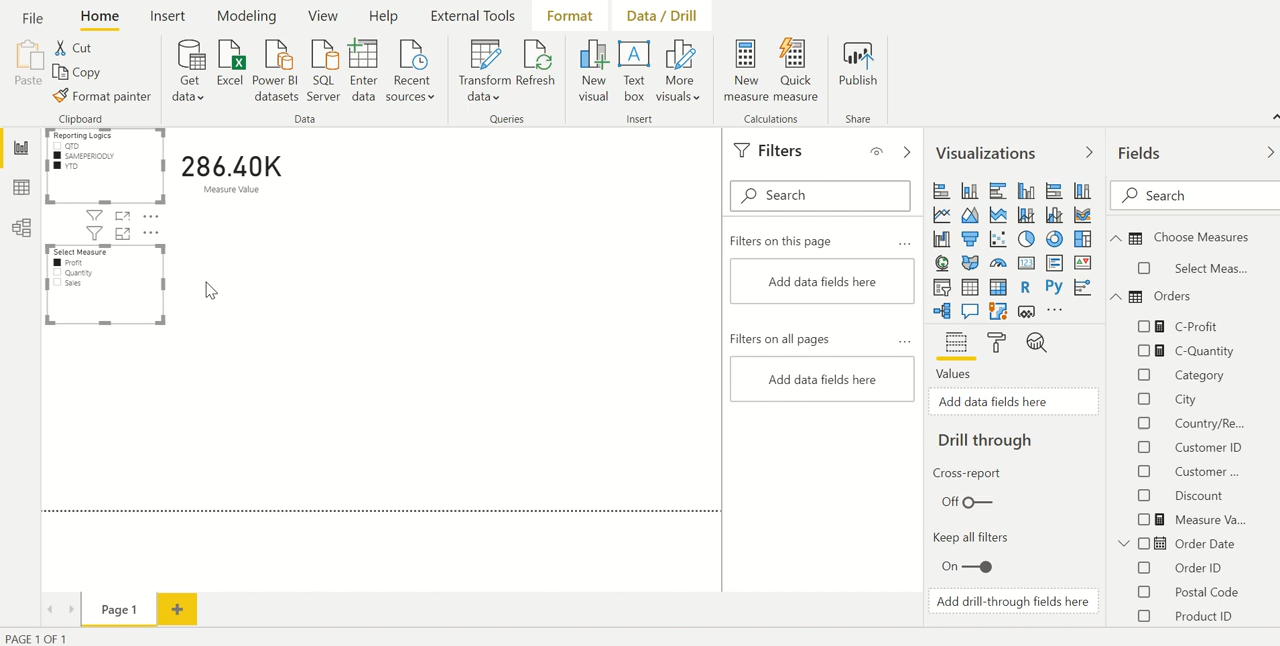 File
Home
Insert
Modeling
View
Help
External Tools
Format
Data / Drill
Paste
Cut
Copy
Format painter
Get
data
Excel
Power BI
datasets
SQL
Server
Enter
data
Recent
sources
Transform
data
Refresh
New
visual
A
Text
box
More
visuals
New
measure
Quick
measure
Publish
Clipboard
Data
Queries
Insert
Calculations
Share
Reporting Logics
QTD
SAMEPERIODLY
YTD
286.40K
Measure Value
Select Measure
Profit
Quantity
Sales
Filters
Search
Filters on this page
...
Add data fields here
Filters on all pages
...
Add data fields here
Visualizations
123
R
Py
...
Values
Add data fields here
Drill through
Cross-report
Off
Keep all filters
On
Add drill-through fields here
Fields
Search
Choose Measures
Select Meas...
Orders
C-Profit
C-Quantity
Category
City
Country/Re...
Customer ID
Customer ...
Discount
Measure Va...
Order Date
Order ID
Postal Code
Product ID
Page 1
PAGE 1 OF 1